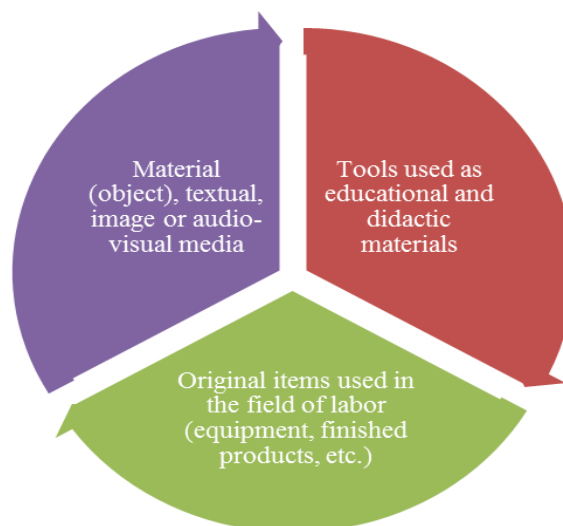 Material
(object), textual,
image or audio-
visual media
Tools used as
educational and
didactic
materials
Original items used in
the field of labor
(equipment, finished
products, etc.)